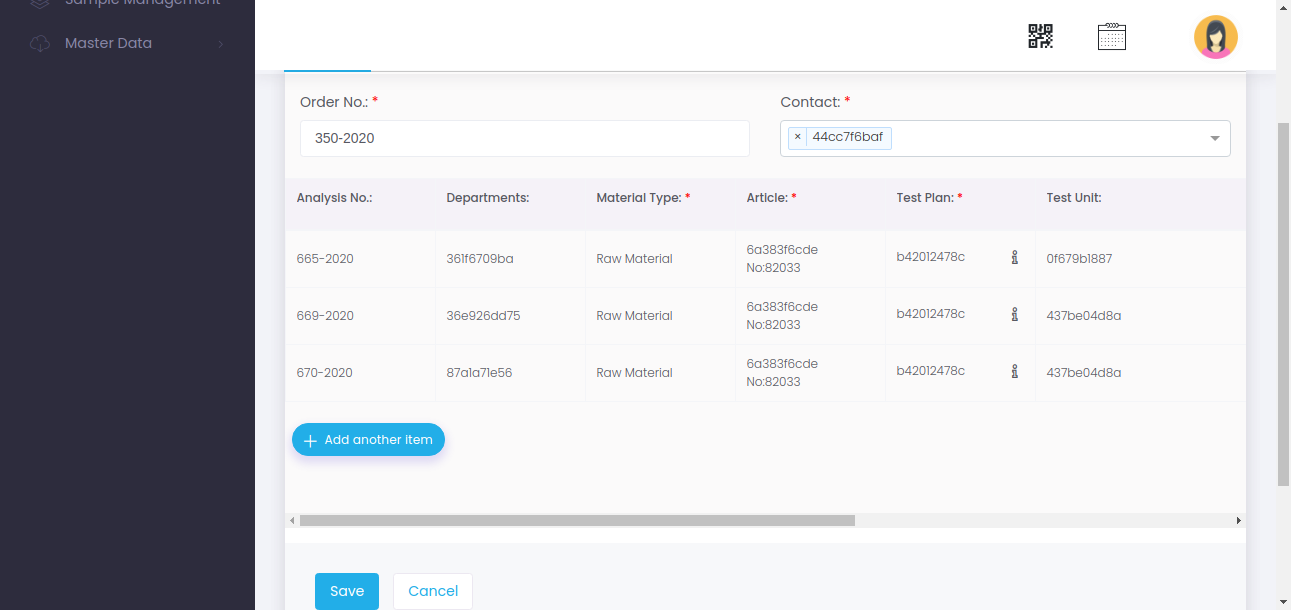 Sample Management
Master Data
Order No.: *
Contact: *
350-2020
× 44cc7f6baf
Analysis No.: Departments: Material Type: * Article: * Test Plan: * Test Unit:
665-2020 361f6709ba Raw Material 6a383f6cde No:82033 b42012478c 0f679b1887
669-2020 36e926dd75 Raw Material 6a383f6cde No:82033 b42012478c 437be04d8a
670-2020 87a1a71e56 Raw Material 6a383f6cde No:82033 b42012478c 437be04d8a
+ Add another item
Save Cancel